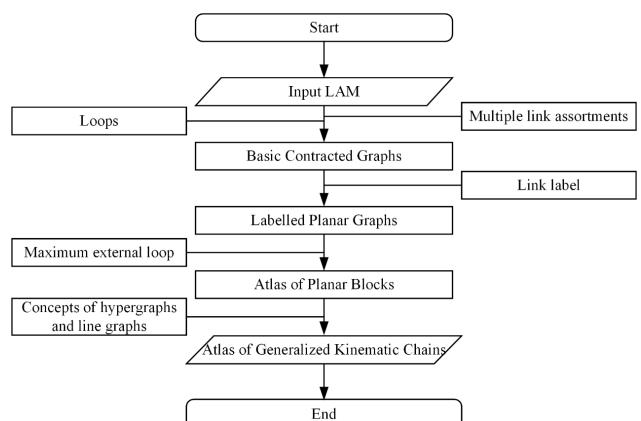 Start
Input LAM
Loops
Multiple link assortments
Basic Contracted Graphs
Link label
Labelled Planar Graphs
Maximum external loop
Atlas of Planar Blocks
Concepts of hypergraphs
and line graphs
Atlas of Generalized Kinematic Chains
End